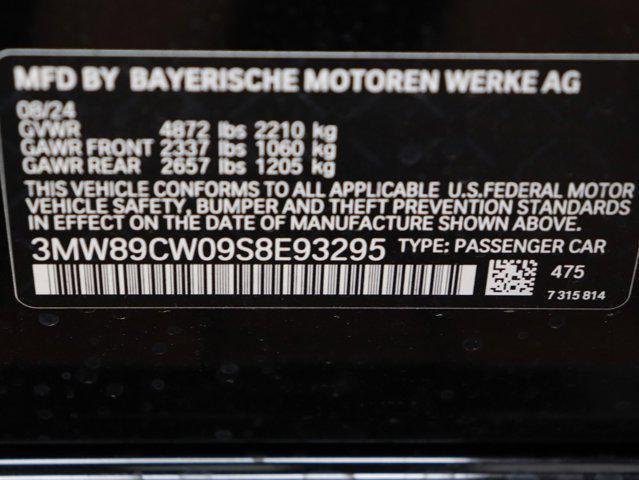 MFD BY BAYERISCHE MOTOREN WERKE AG
08/24
GVWR 4872 lbs 2210 kg
GAWR FRONT 2337 lbs 1060 kg
GAWR REAR 2657 lbs 1205 kg
THIS VEHICLE CONFORMS TO ALL APPLICABLE U.S.FEDERAL MOTOR
VEHICLE SAFETY, BUMPER AND THEFT PREVENTION STANDARDS
IN EFFECT ON THE DATE OF MANUFACTURE SHOWN ABOVE.
3MW89CW09S8E93295 TYPE: PASSENGER CAR
475
7 315 814